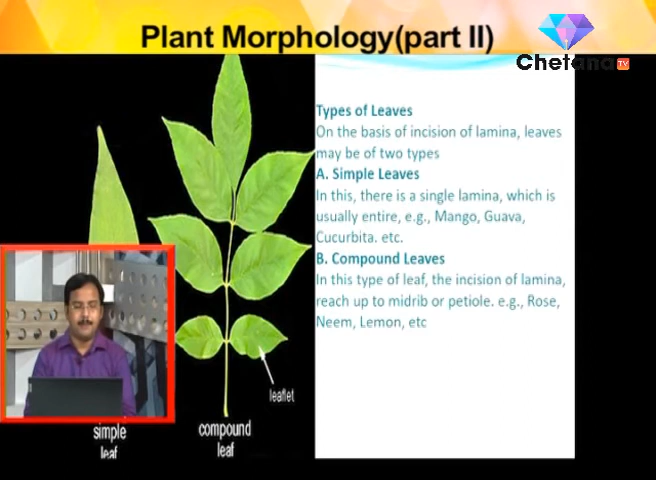 Plant Morphology(part II)
Chetana TV
Types of Leaves
On the basis of incision of lamina, leaves
may be of two types
A. Simple Leaves
In this, there is a single lamina, which is
usually entire, e.g., Mango, Guava,
Cucurbita. etc.
B. Compound Leaves
In this type of leaf, the incision of lamina,
reach up to midrib or petiole. e.g., Rose,
Neem, Lemon, etc
leaflet
simple
leaf
compound
leaf